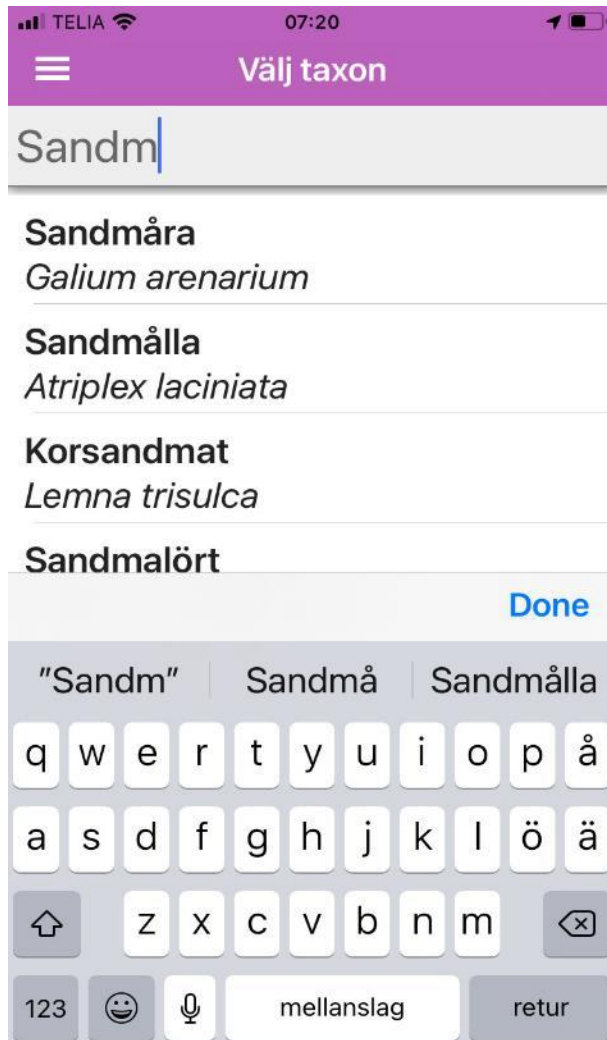 TELIA 07:20
Välj taxon
Sandm
Sandmåra
Galium arenarium
Sandmålla
Atriplex laciniata
Korsandmat
Lemna trisulca
Sandmalört
Done
"Sandm" Sandmå Sandmålla
q w e r t y u i o p å
a s d f g h j k l ö ä
z x c v b n m
123 mellanslag retur